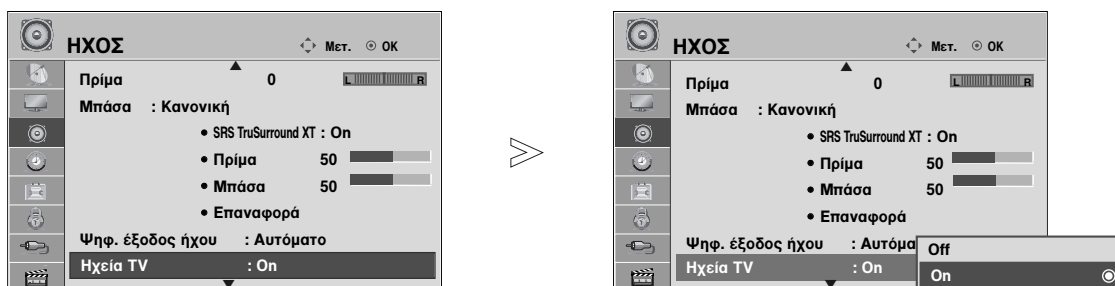 ΗΧΟΣ Μετ. OK
Πρίμα 0 L R
Μπάσα : Κανονική
• SRS TruSurround XT : On
• Πρίμα 50
• Μπάσα 50
• Επαναφορά
Ψηφ. έξοδος ήχου : Αυτόματο
Ηχεία TV : On
>
ΗΧΟΣ Μετ. OK
Πρίμα 0 L R
Μπάσα : Κανονική
• SRS TruSurround XT : On
• Πρίμα 50
• Μπάσα 50
• Επαναφορά
Ψηφ. έξοδος ήχου : Αυτόμα
Ηχεία TV : On
Off
On